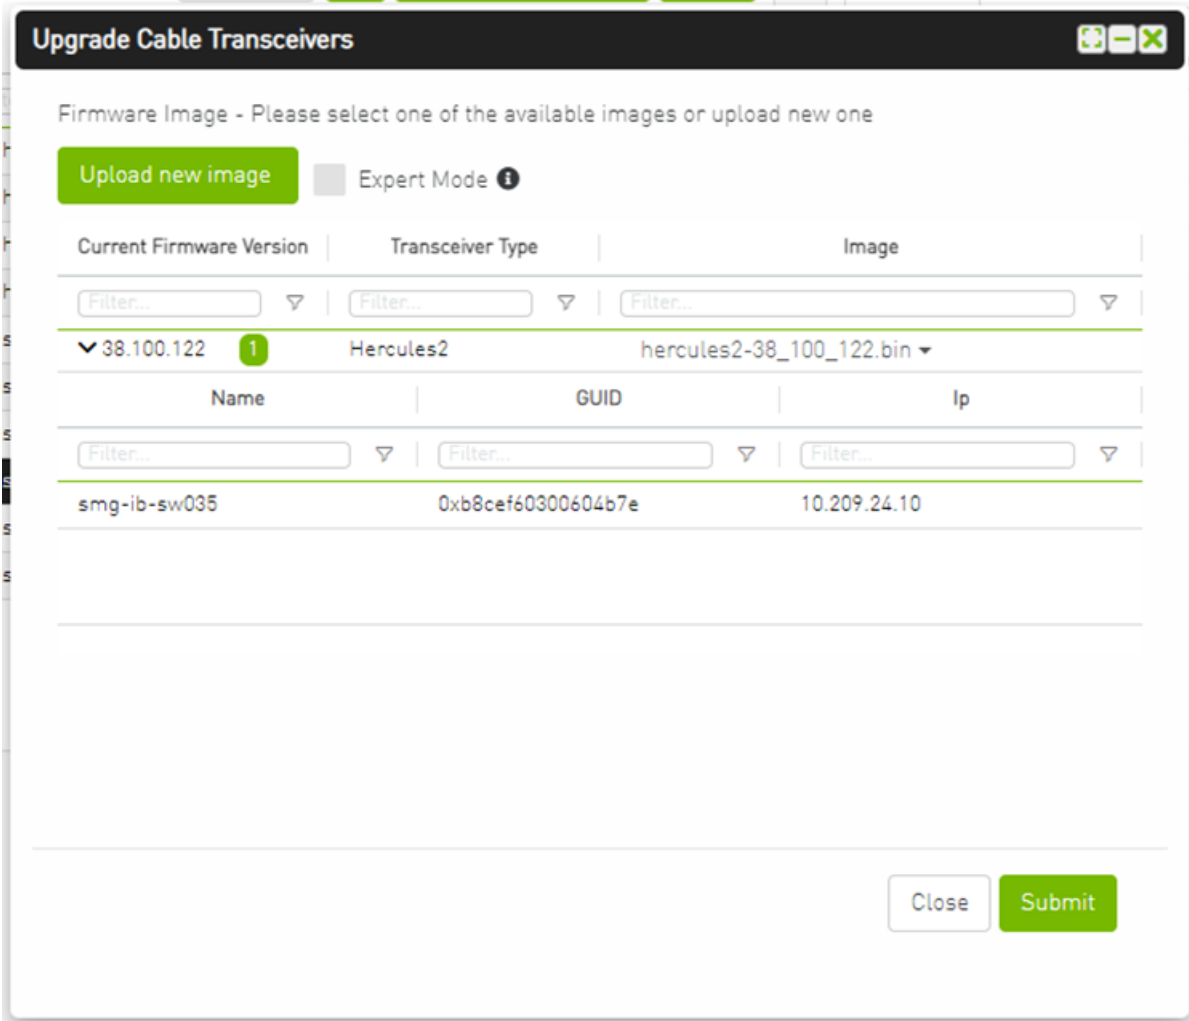 Upgrade Cable Transceivers
Firmware Image - Please select one of the available images or upload new one
Upload new image Expert Mode
Current Firmware Version Transceiver Type Image
Filter... Filter... Filter...
38.100.122 1 Hercules2 hercules2-38_100_122.bin
Name GUID Ip
Filter... Filter... Filter...
smg-ib-sw035 0xb8cef60300604b7e 10.209.24.10
Close Submit